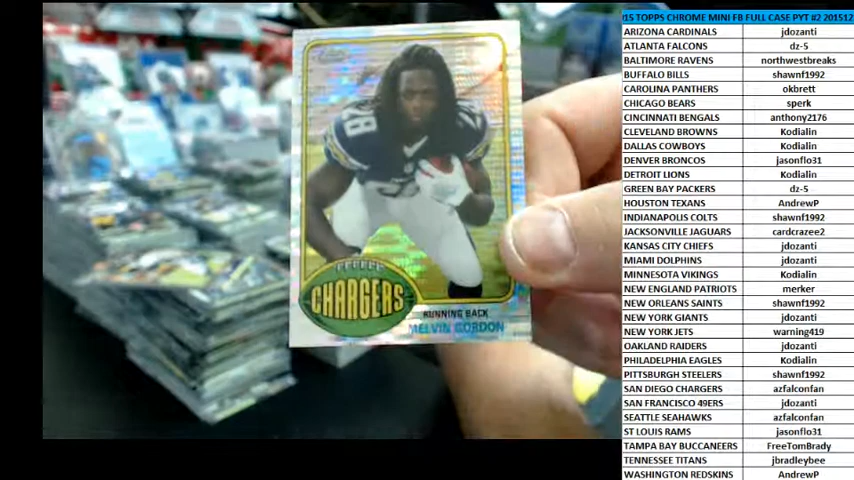 Chrome
28
CHARGERS
RUNNING BACK
MELVIN GORDON
15 TOPPS CHROME MINI FB FULL CASE PYT #2 201512
ARIZONA CARDINALS jdozanti
ATLANTA FALCONS dz-5
BALTIMORE RAVENS northwestbreaks
BUFFALO BILLS shawnf1992
CAROLINA PANTHERS okbrett
CHICAGO BEARS sperk
CINCINNATI BENGALS anthony2176
CLEVELAND BROWNS Kodialin
DALLAS COWBOYS Kodialin
DENVER BRONCOS jasonflo31
DETROIT LIONS Kodialin
GREEN BAY PACKERS dz-5
HOUSTON TEXANS AndrewP
INDIANAPOLIS COLTS shawnf1992
JACKSONVILLE JAGUARS cardcrazee2
KANSAS CITY CHIEFS jdozanti
MIAMI DOLPHINS jdozanti
MINNESOTA VIKINGS Kodialin
NEW ENGLAND PATRIOTS merker
NEW ORLEANS SAINTS shawnf1992
NEW YORK GIANTS jdozanti
NEW YORK JETS warning419
OAKLAND RAIDERS jdozanti
PHILADELPHIA EAGLES Kodialin
PITTSBURGH STEELERS shawnf1992
SAN DIEGO CHARGERS azfalconfan
SAN FRANCISCO 49ERS jdozanti
SEATTLE SEAHAWKS azfalconfan
ST LOUIS RAMS jasonflo31
TAMPA BAY BUCCANEERS FreeTomBrady
TENNESSEE TITANS jbradleybee
WASHINGTON REDSKINS AndrewP